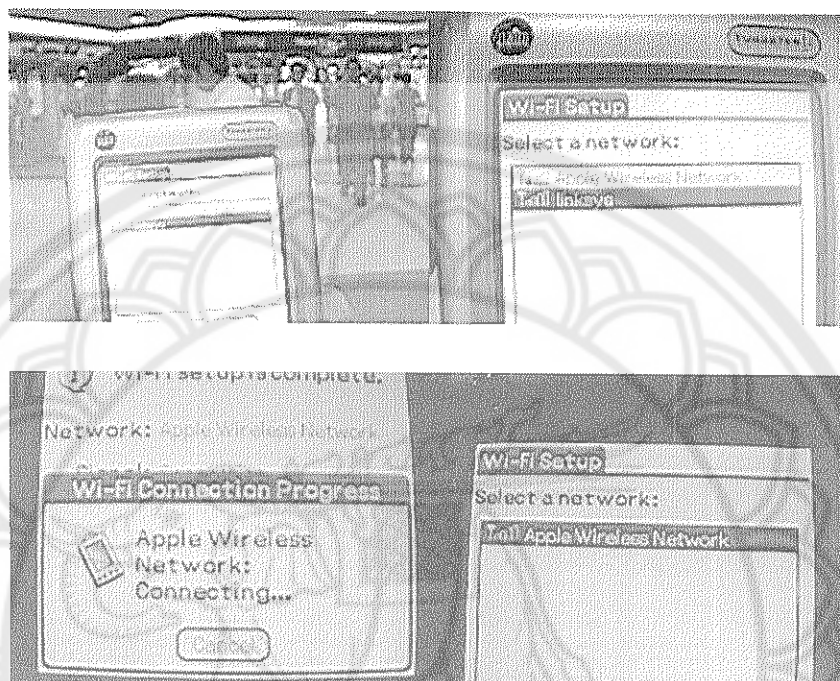 Wi-Fi Setup
Select a network:
Apple Wireless Network
linksys
Wi-Fi setup is complete.
Network: Apple Wireless Network
Wi-Fi Connection Progress
Apple Wireless
Network:
Connecting...
Cancel
Wi-Fi Setup
Select a network:
Apple Wireless Network